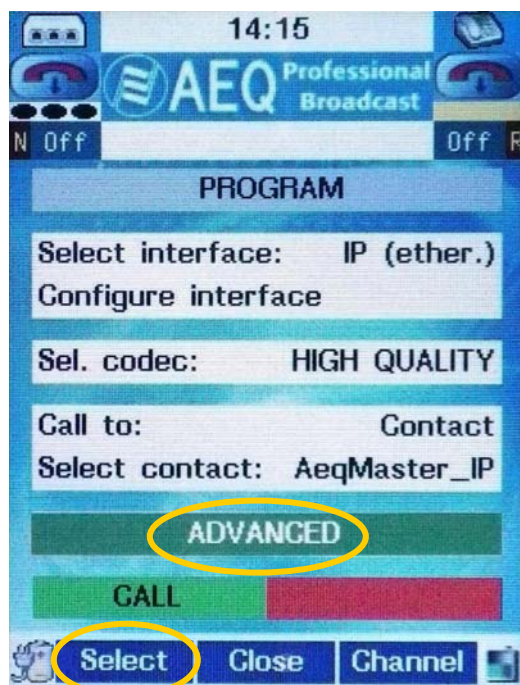 14:15
AEQ Professional Broadcast
N Off Off R
PROGRAM
Select interface: IP (ether.)
Configure interface
Sel. codec: HIGH QUALITY
Call to: Contact
Select contact: AeqMaster_IP
ADVANCED
CALL
Select Close Channel